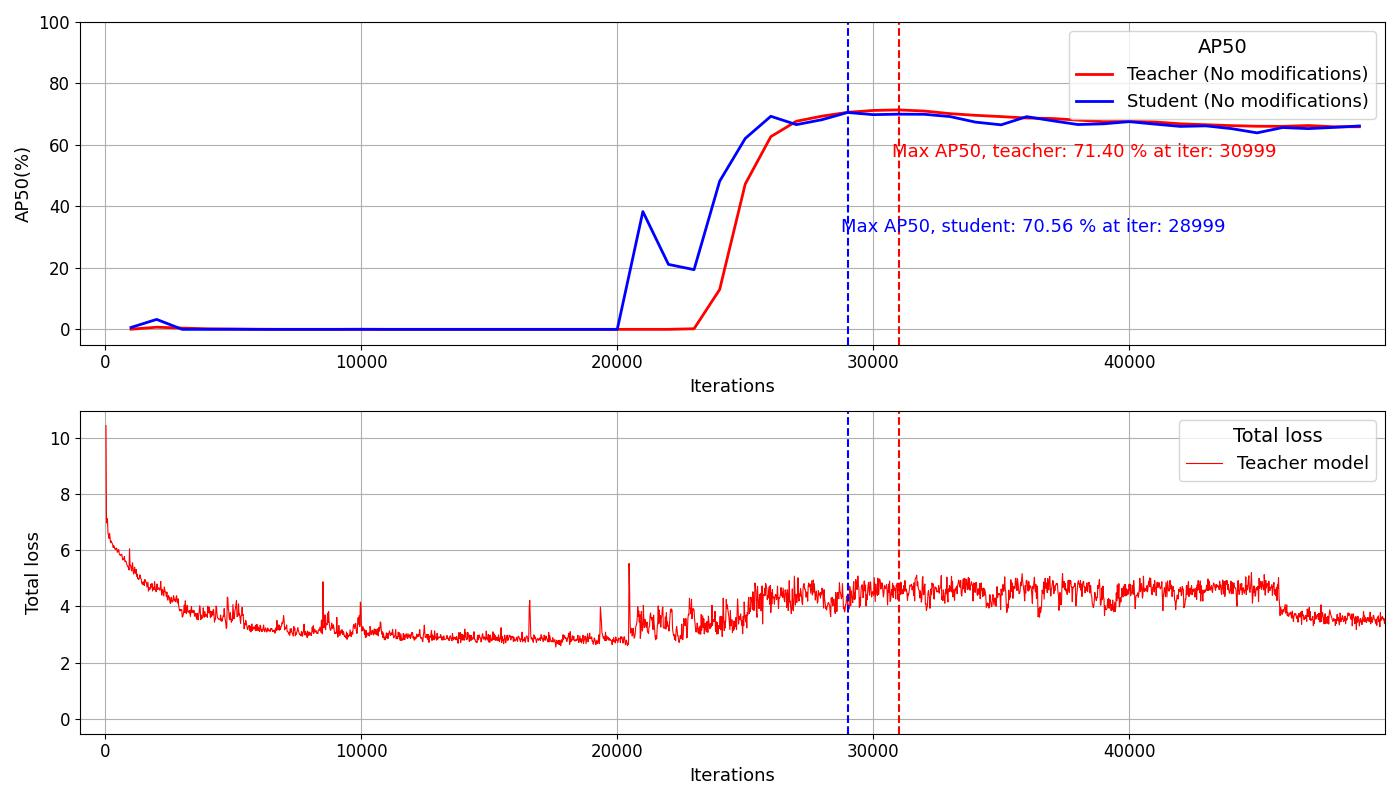 100
80
60
40
20
0
AP50(%)
AP50
Teacher (No modifications)
Student (No modifications)
Max AP50, teacher: 71.40 % at iter: 30999
Max AP50, student: 70.56 % at iter: 28999
0 10000 20000 30000 40000
Iterations
10
8
6
4
2
0
Total loss
Total loss
Teacher model
0 10000 20000 30000 40000
Iterations